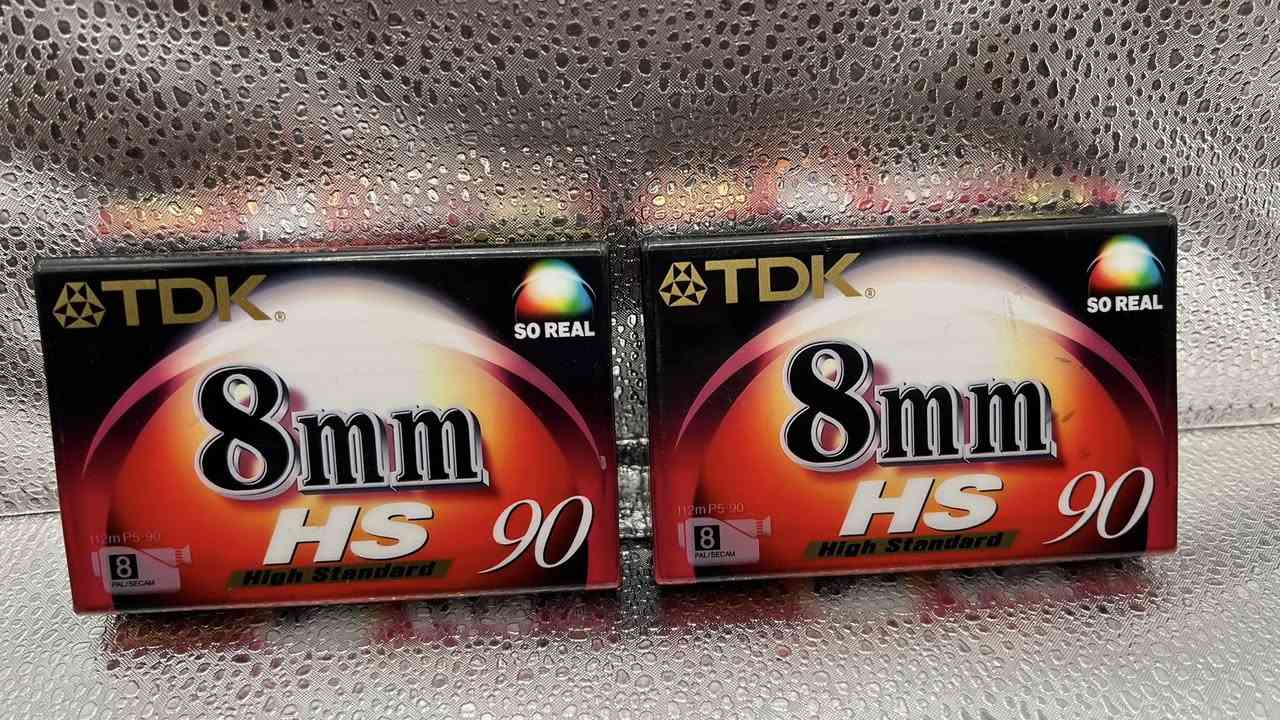 TDK®
SO REAL
8mm
HS
90
High Standard
112m P5-90
8
PAL/SECAM
TDK®
SO REAL
8mm
HS
90
High Standard
112m P5-90
8
PAL/SECAM